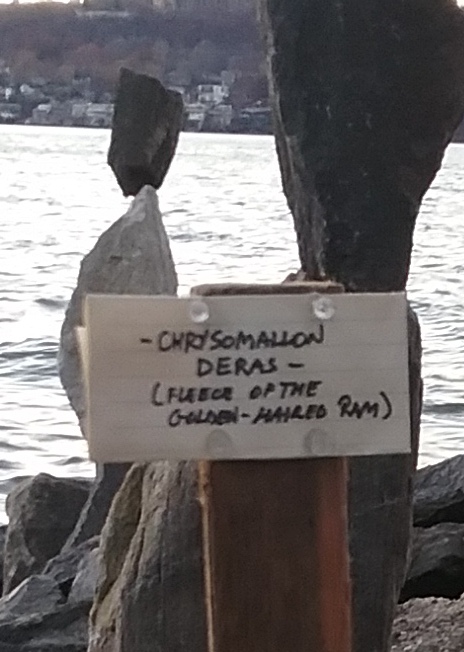 - CHRYSOMALLON
DERAS -
(FLEECE OF THE
GOLDEN-HAIRED RAM)